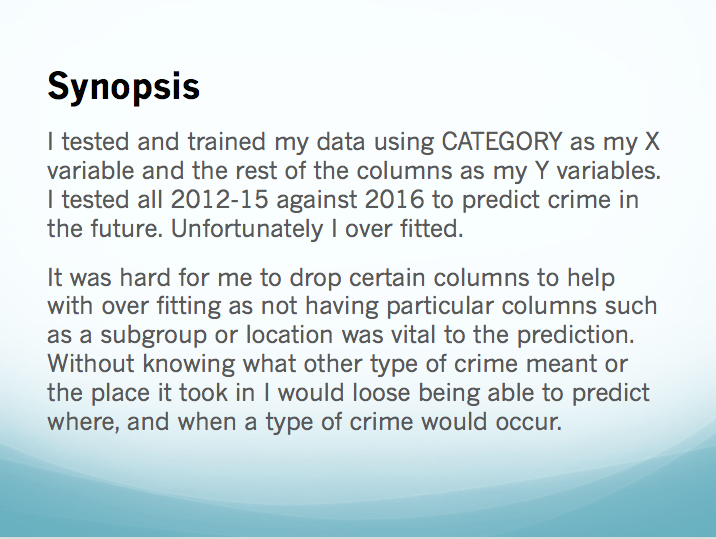 Synopsis
I tested and trained my data using CATEGORY as my X
variable and the rest of the columns as my Y variables.
I tested all 2012-15 against 2016 to predict crime in
the future. Unfortunately I over fitted.
It was hard for me to drop certain columns to help
with over fitting as not having particular columns such
as a subgroup or location was vital to the prediction.
Without knowing what other type of crime meant or
the place it took in I would loose being able to predict
where, and when a type of crime would occur.